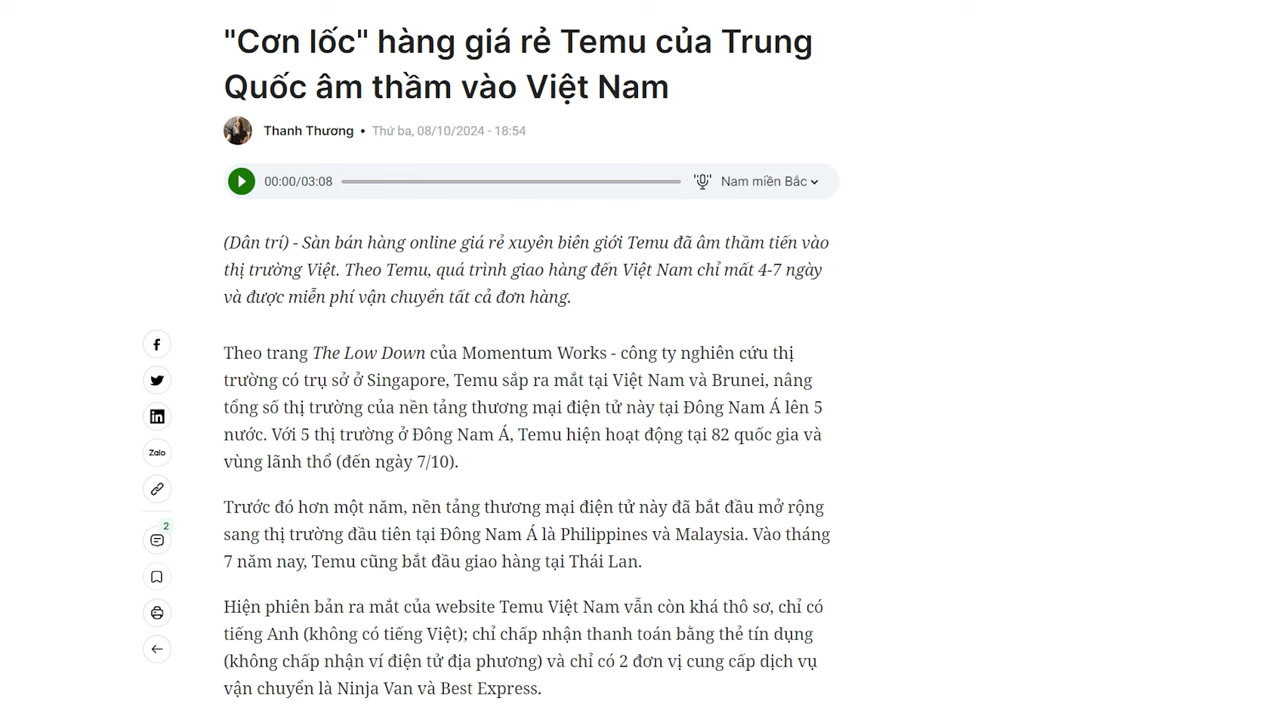 "Cơn lốc" hàng giá rẻ Temu của Trung
Quốc âm thầm vào Việt Nam
Thanh Thương • Thứ ba, 08/10/2024 - 18:54
00:00/03:08 Nam miền Bắc
(Dân trí) - Sàn bán hàng online giá rẻ xuyên biên giới Temu đã âm thầm tiến vào
thị trường Việt. Theo Temu, quá trình giao hàng đến Việt Nam chỉ mất 4-7 ngày
và được miễn phí vận chuyển tất cả đơn hàng.
Theo trang The Low Down của Momentum Works - công ty nghiên cứu thị
trường có trụ sở ở Singapore, Temu sắp ra mắt tại Việt Nam và Brunei, nâng
tổng số thị trường của nền tảng thương mại điện tử này tại Đông Nam Á lên 5
nước. Với 5 thị trường ở Đông Nam Á, Temu hiện hoạt động tại 82 quốc gia và
vùng lãnh thổ (đến ngày 7/10).
Trước đó hơn một năm, nền tảng thương mại điện tử này đã bắt đầu mở rộng
sang thị trường đầu tiên tại Đông Nam Á là Philippines và Malaysia. Vào tháng
7 năm nay, Temu cũng bắt đầu giao hàng tại Thái Lan.
Hiện phiên bản ra mắt của website Temu Việt Nam vẫn còn khá thô sơ, chỉ có
tiếng Anh (không có tiếng Việt); chỉ chấp nhận thanh toán bằng thẻ tín dụng
(không chấp nhận ví điện tử địa phương) và chỉ có 2 đơn vị cung cấp dịch vụ
vận chuyển là Ninja Van và Best Express.
Zalo
2